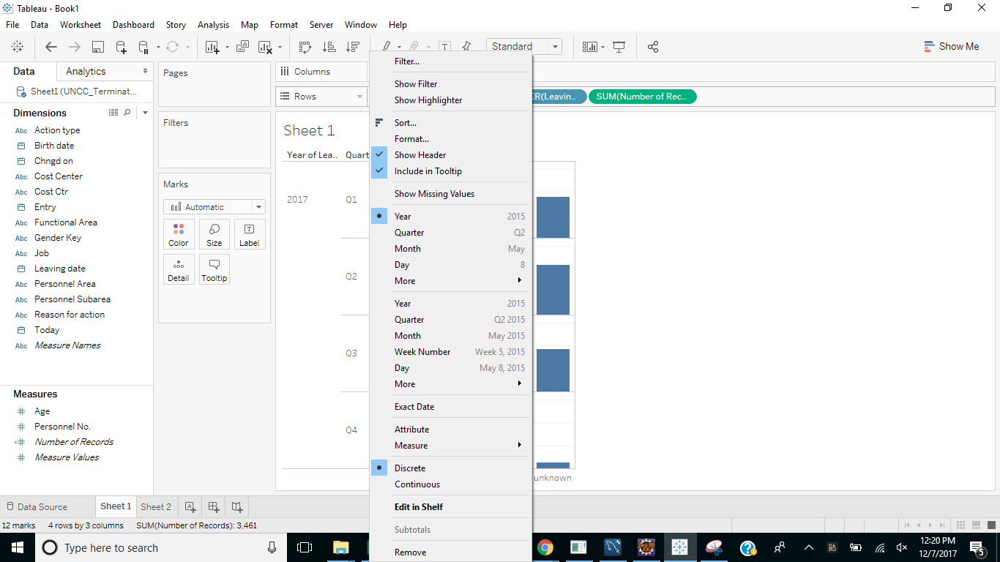 Tableau - Book1
File Data Worksheet Dashboard Story Analysis Map Format Server Window Help
Standard
Show Me
Data Analytics
Sheet1 (UNCC_Terminat...
Dimensions
Abc Action type
Birth date
Chngd on
Abc Cost Center
Abc Cost Ctr
Entry
Abc Functional Area
Abc Gender Key
Abc Job
Leaving date
Abc Personnel Area
Abc Personnel Subarea
Abc Reason for action
Today
Abc Measure Names
Measures
# Age
# Personnel No.
=# Number of Records
# Measure Values
Pages
Filters
Marks
Automatic
Color Size Label
Detail Tooltip
Columns
Rows
ER(Leavin.. SUM(Number of Rec..
Sheet 1
Year of Lea.. Quart
2017 Q1
Q2
Q3
Q4
unknown
Filter...
Show Filter
Show Highlighter
Sort...
Format...
Show Header
Include in Tooltip
Show Missing Values
Year 2015
Quarter Q2
Month May
Day 8
More
Year 2015
Quarter Q2 2015
Month May 2015
Week Number Week 5, 2015
Day May 8, 2015
More
Exact Date
Attribute
Measure
Discrete
Continuous
Edit in Shelf
Subtotals
Remove
Data Source Sheet 1 Sheet 2
12 marks 4 rows by 3 columns SUM(Number of Records): 3,461
Type here to search
12:20 PM
12/7/2017
5